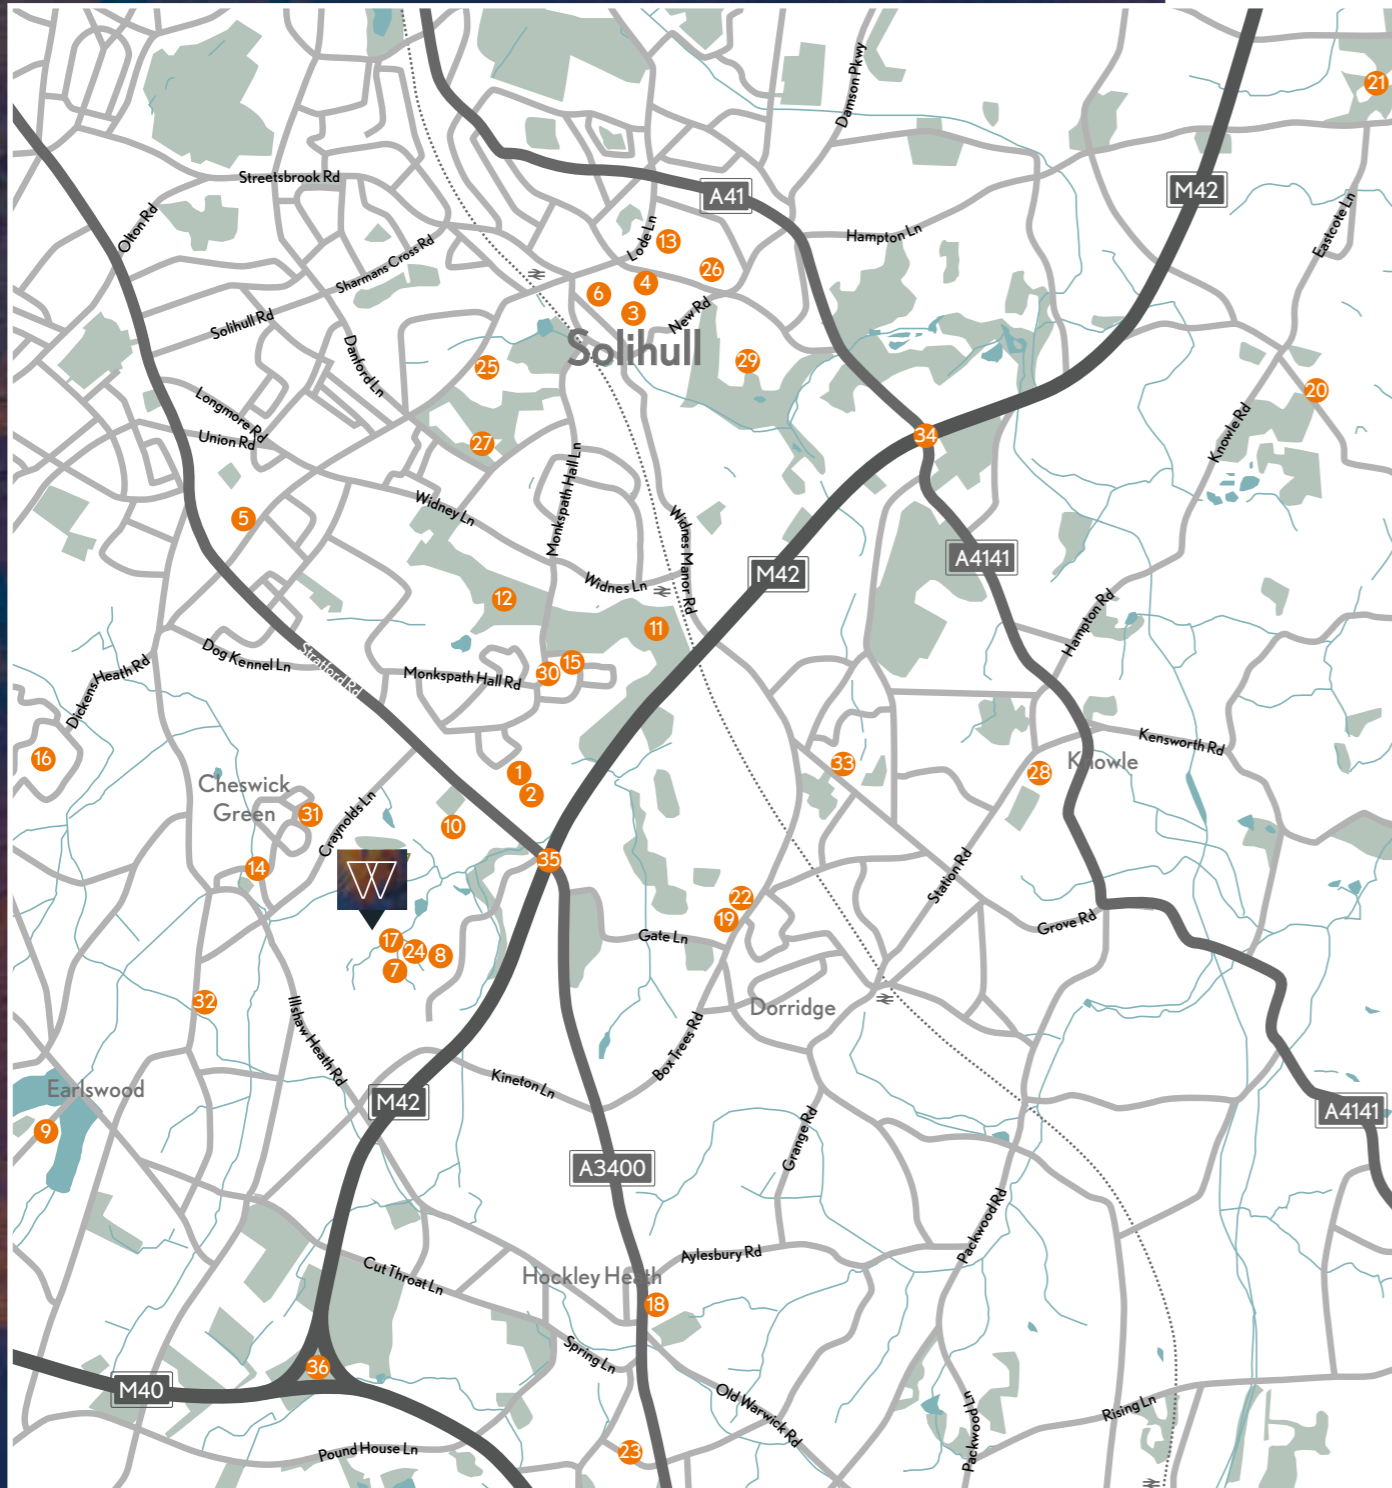 21
Damson Pkwy
Streetsbrook Rd
A41
M42
Olton Rd
Lode Ln
13
Hampton Ln
Eastcote Ln
Sharmans Cross Rd
26
4
6
3
New Rd
Solihull Rd
Solihull
Danford Ln
25
29
20
Longmore Rd
Union Rd
27
34
Knowle Rd
Monkspath Hall Ln
Widney Ln
5
Widnes Manor Rd
A4141
M42
Widnes Ln
12
Hampton Rd
11
Dog Kennel Ln
Stratford Rd
Dickens Heath Rd
Monkspath Hall Rd
30
15
Kensworth Rd
16
1
33
28
Knowle
Cheswick
Green
2
31
Craynolds Ln
10
35
14
W
Station Rd
22
19
Grove Rd
17
24
8
Gate Ln
7
32
Dorridge
Illshaw Heath Rd
Box Trees Rd
Earlswood
Kineton Ln
M42
A4141
9
Grange Rd
A3400
Packwood Rd
Aylesbury Rd
Cut Throat Ln
Hockley Heath
18
Spring Ln
36
M40
Old Warwick Rd
Packwood Ln
Rising Ln
Pound House Ln
23